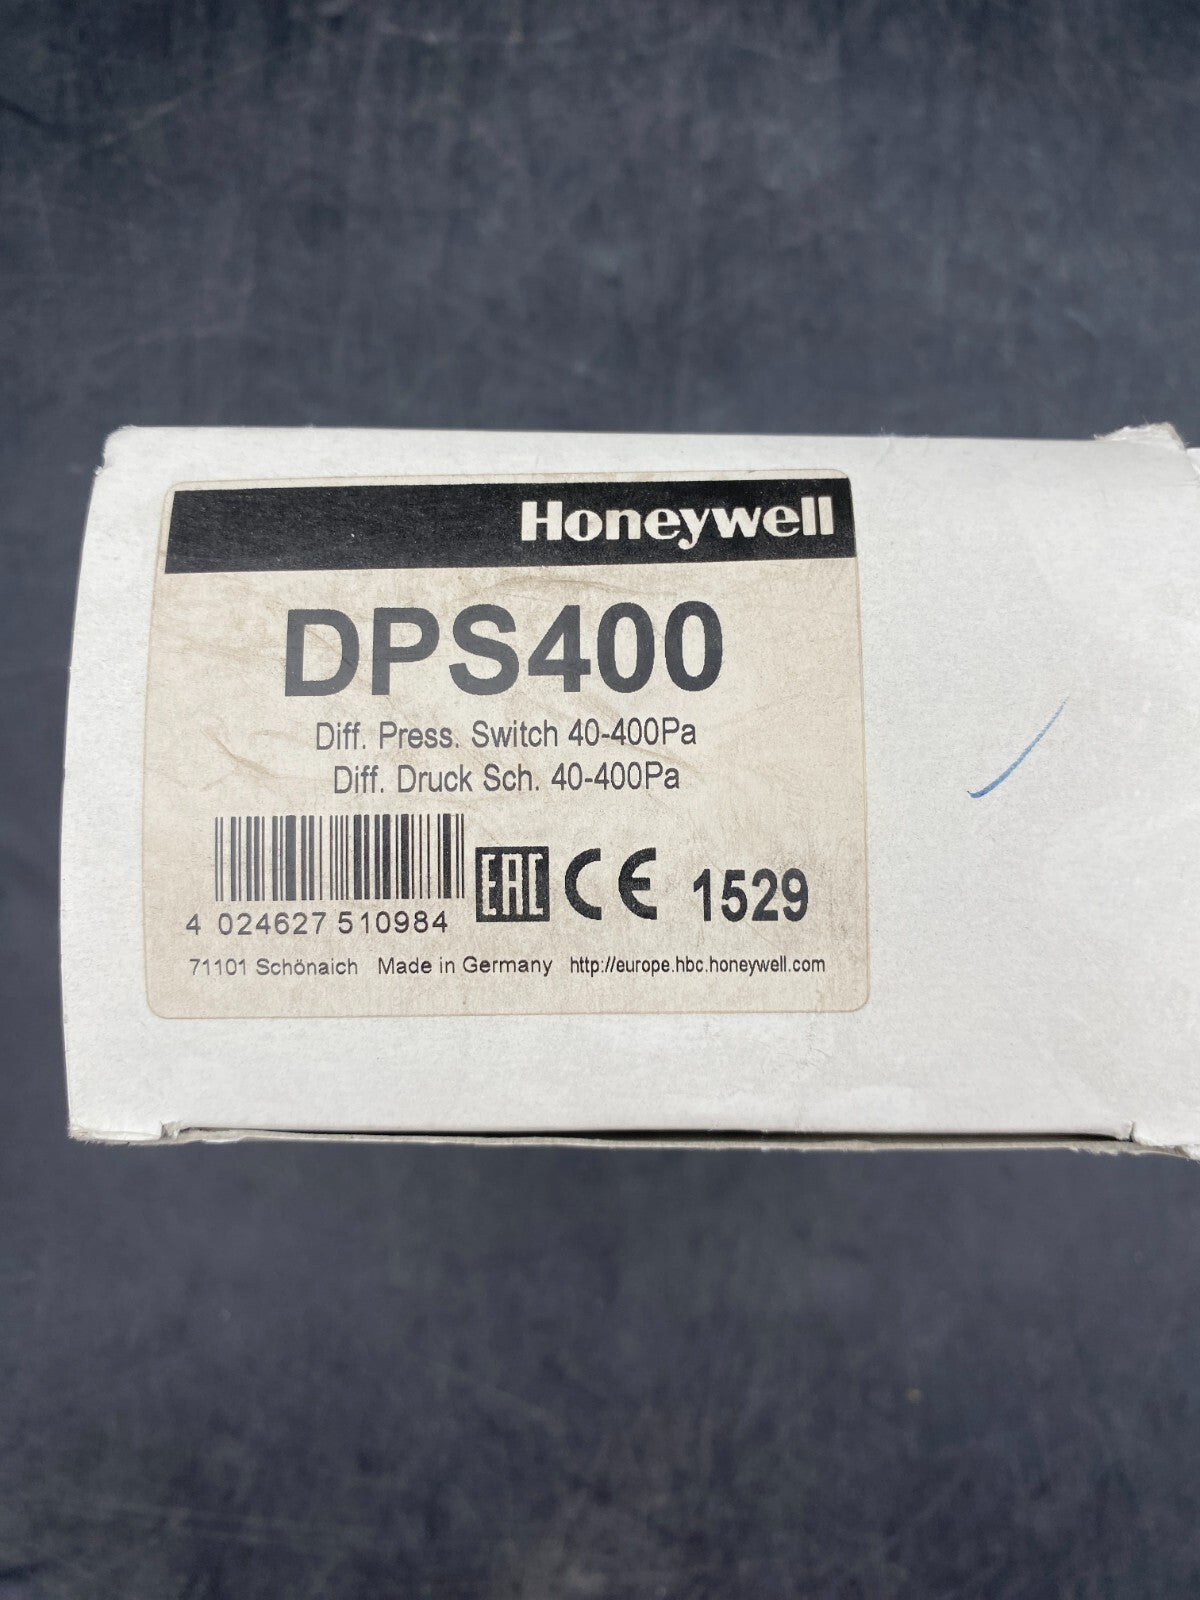 Honeywell
DPS400
Diff. Press. Switch 40-400Pa
Diff. Druck Sch. 40-400Pa
EAC CE 1529
4 024627 510984
71101 Schönaich Made in Germany http://europe.hbc.honeywell.com